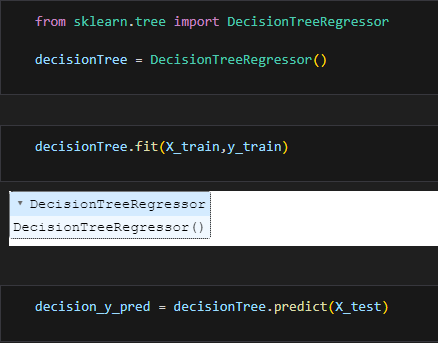 from sklearn.tree import DecisionTreeRegressor
decisionTree = DecisionTreeRegressor()
decisionTree.fit(X_train,y_train)
▾ DecisionTreeRegressor
DecisionTreeRegressor()
decision_y_pred = decisionTree.predict(X_test)